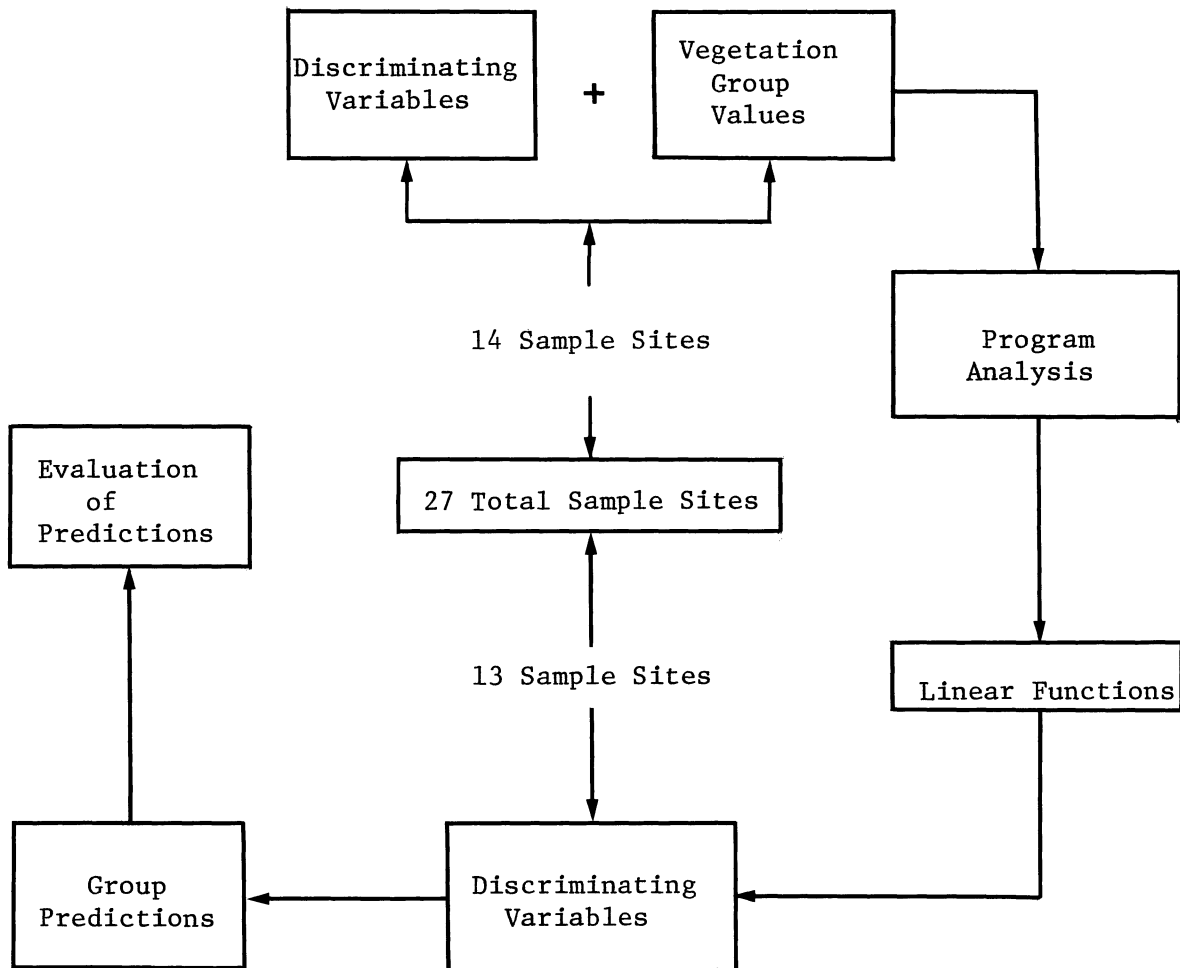 Discriminating
Variables
+
Vegetation
Group
Values
14 Sample Sites
Program
Analysis
Evaluation
of
Predictions
27 Total Sample Sites
13 Sample Sites
Linear Functions
Group
Predictions
Discriminating
Variables